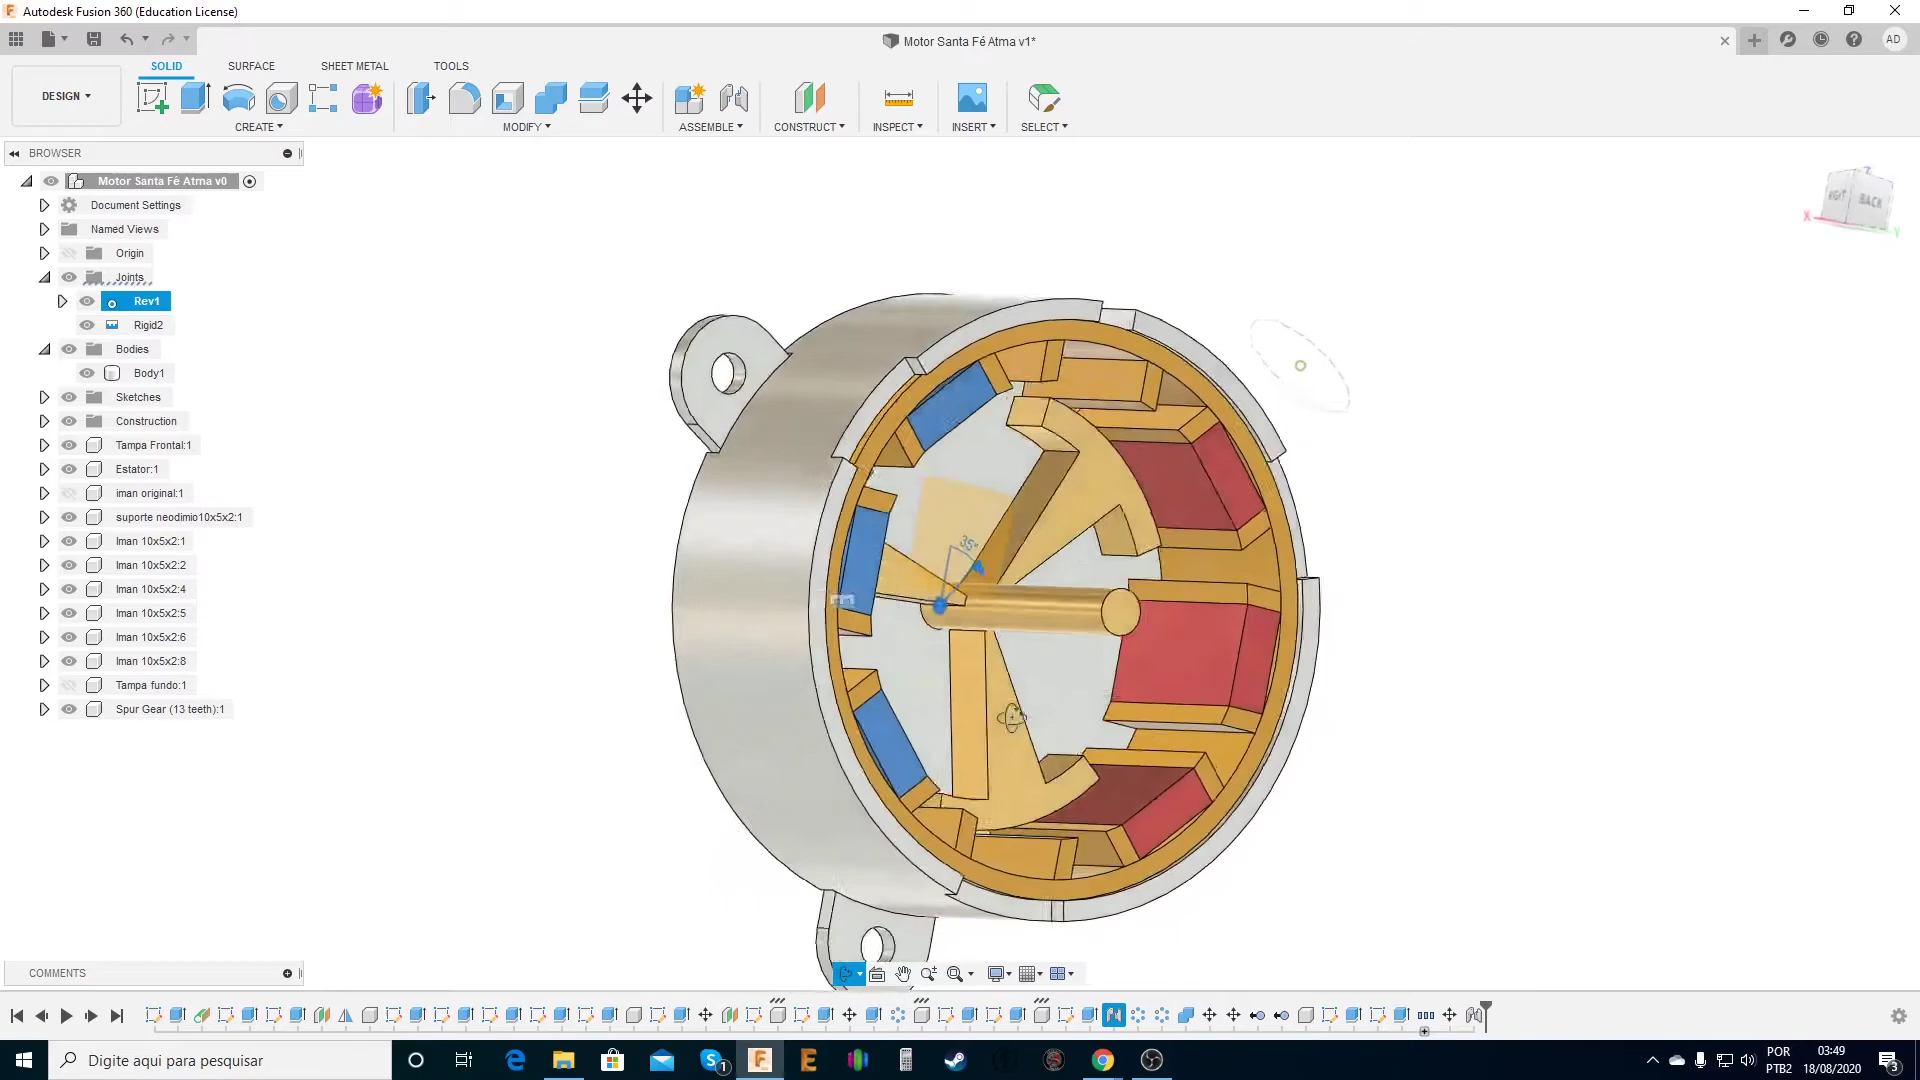 Autodesk Fusion 360 (Education License)
Motor Santa Fé Atma v1*
AD
SOLID
SURFACE
SHEET METAL
TOOLS
DESIGN
CREATE
MODIFY
ASSEMBLE
CONSTRUCT
INSPECT
INSERT
SELECT
BROWSER
Motor Santa Fé Atma v0
Document Settings
Named Views
Origin
Joints
Rev1
Rigid2
Bodies
Body1
Sketches
Construction
Tampa Frontal:1
Estator:1
iman original:1
suporte neodimio10x5x2:1
Iman 10x5x2:1
Iman 10x5x2:2
Iman 10x5x2:4
Iman 10x5x2:5
Iman 10x5x2:6
Iman 10x5x2:8
Tampa fundo:1
Spur Gear (13 teeth):1
BACK
X
Y
35°
COMMENTS
Digite aqui para pesquisar
1
POR
PTB2
03:49
18/08/2020
3